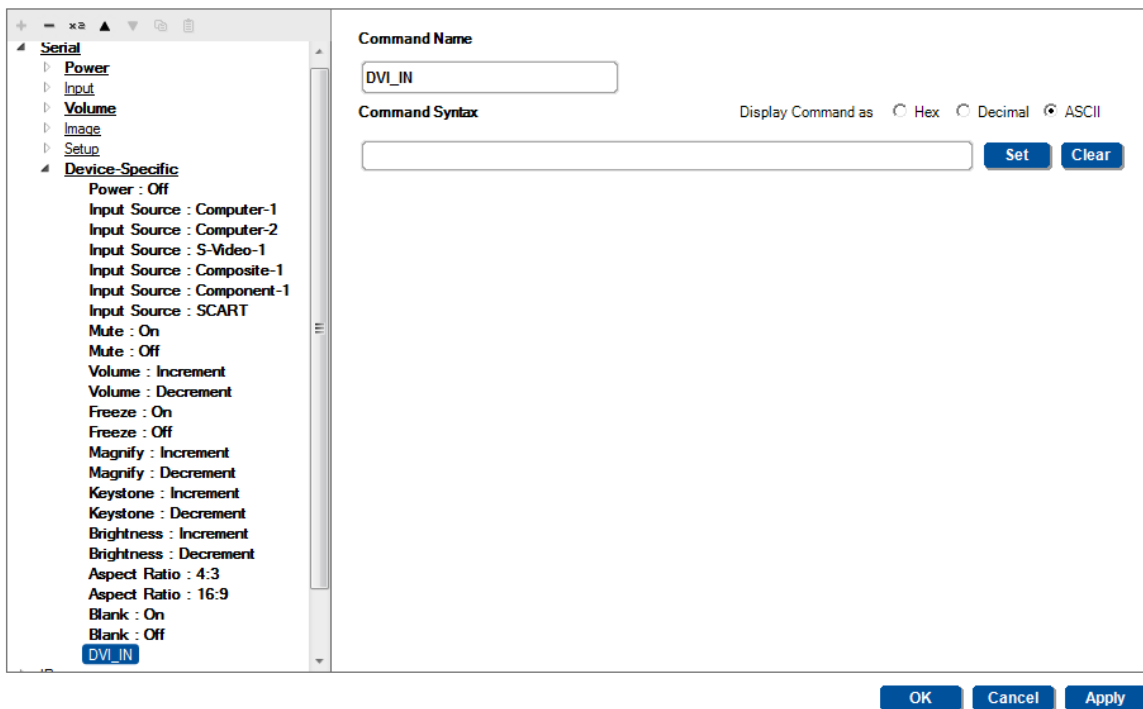 Serial
Power
Input
Volume
Image
Setup
Device-Specific
Power : Off
Input Source : Computer-1
Input Source : Computer-2
Input Source : S-Video-1
Input Source : Composite-1
Input Source : Component-1
Input Source : SCART
Mute : On
Mute : Off
Volume : Increment
Volume : Decrement
Freeze : On
Freeze : Off
Magnify : Increment
Magnify : Decrement
Keystone : Increment
Keystone : Decrement
Brightness : Increment
Brightness : Decrement
Aspect Ratio : 4:3
Aspect Ratio : 16:9
Blank : On
Blank : Off
DVI_IN
Command Name
DVI_IN
Command Syntax
Display Command as Hex Decimal ASCII
Set Clear
OK Cancel Apply